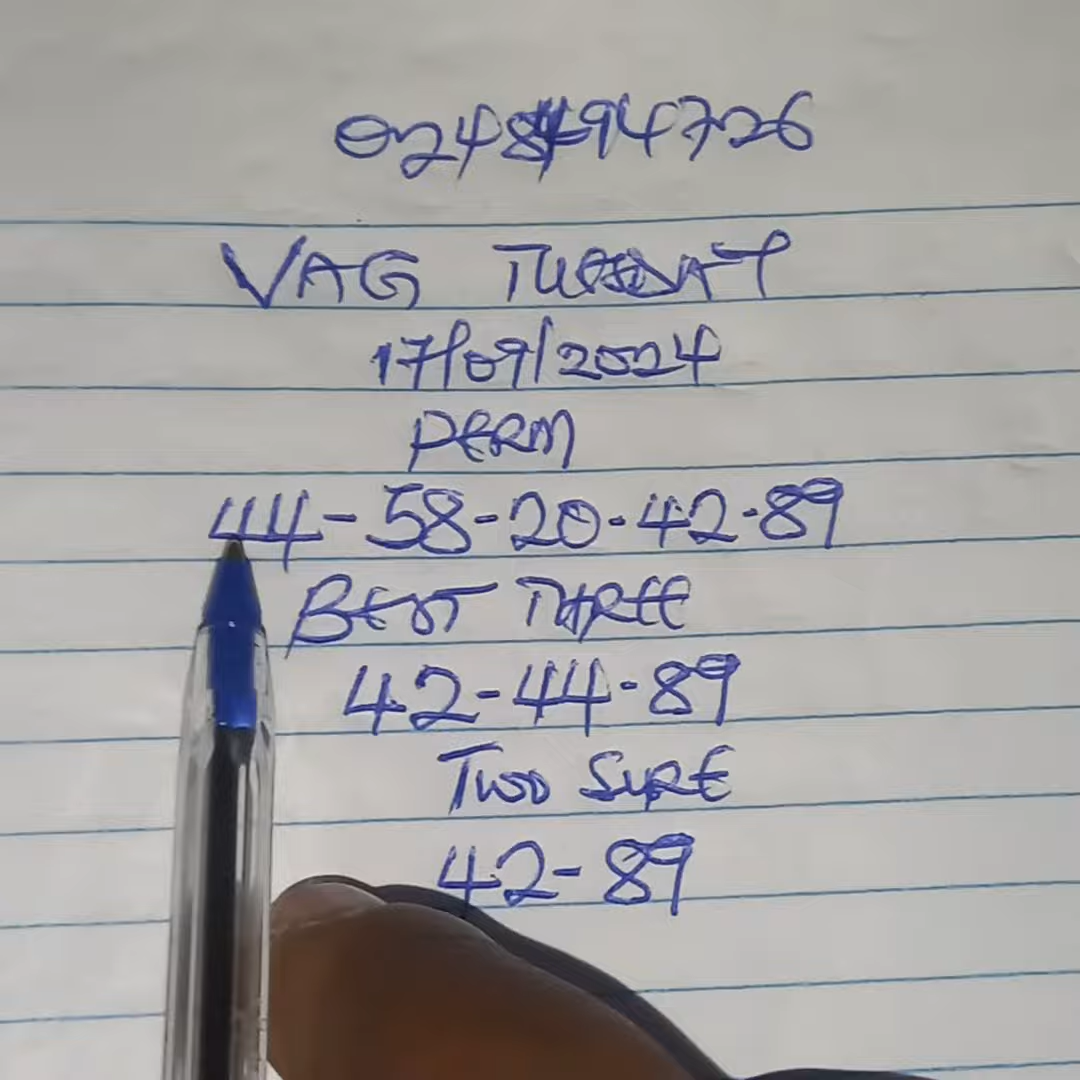 0248494726
VAG TUESDAY
17/09/2024
PERM
44-58-20-42-89
BEST THREE
42-44-89
TWO SURE
42-89